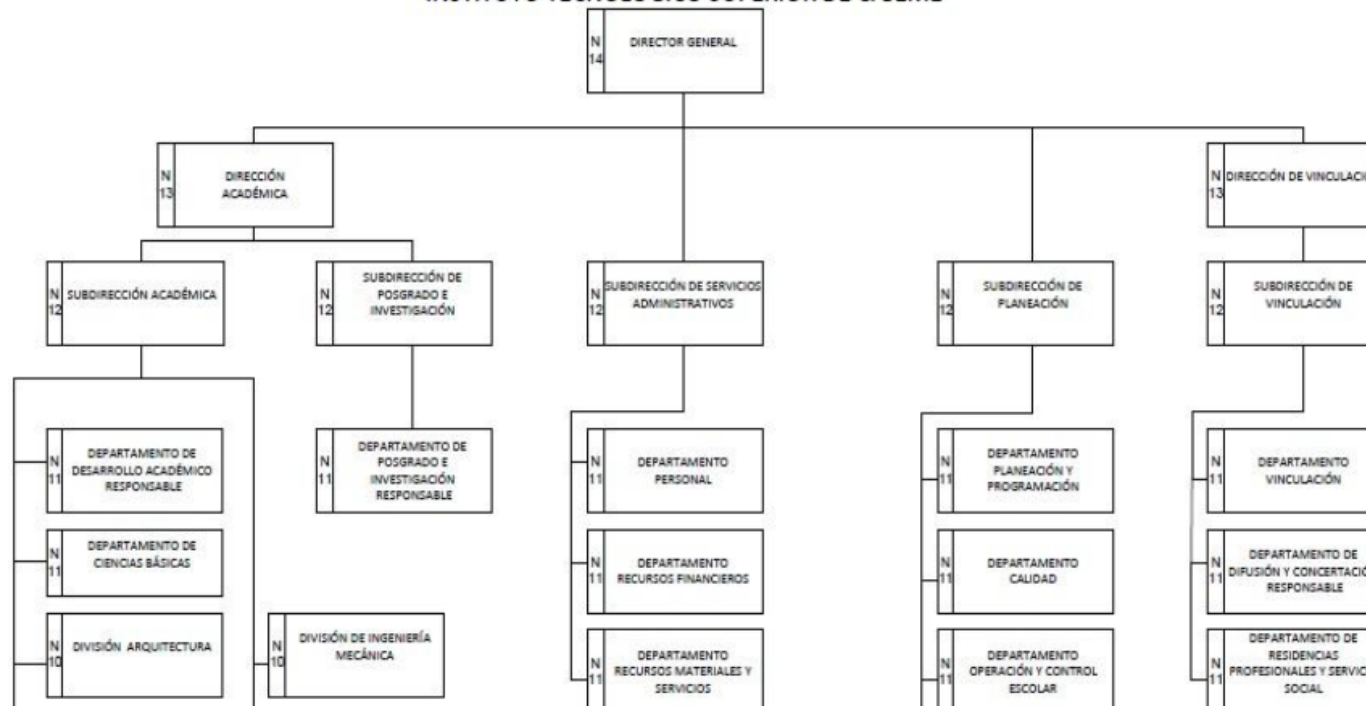 N
14
DIRECTOR GENERAL
N
13
DIRECCIÓN
ACADÉMICA
N
13
DIRECCIÓN DE
N
12
SUBDIRECCIÓN ACADÉMICA
N
12
SUBDIRECCIÓN DE
POSGRADO E
INVESTIGACIÓN
N
12
SUBDIRECCIÓN DE SERVICIOS
ADMINISTRATIVOS
N
12
SUBDIRECCIÓN DE
PLANEACIÓN
N
12
SUBDIRECCIÓN DE
VINCULACIÓN
N
11
DEPARTAMENTO DE
DESARROLLO ACADÉMICO
RESPONSABLE
N
11
DEPARTAMENTO DE
POSGRADO E
INVESTIGACIÓN
RESPONSABLE
N
11
DEPARTAMENTO
PERSONAL
N
11
DEPARTAMENTO
PLANEACIÓN Y
PROGRAMACIÓN
N
11
DEPARTAMENTO
VINCULACIÓN
N
11
DEPARTAMENTO DE
CIENCIAS BÁSICAS
N
11
DEPARTAMENTO
RECURSOS FINANCIEROS
N
11
DEPARTAMENTO
CALIDAD
N
11
DEPARTAMENTO DE
DIFUSIÓN Y
RESPONSABLE
N
10
DIVISIÓN ARQUITECTURA
N
10
DIVISIÓN DE INGENIERÍA
MECÁNICA
N
11
DEPARTAMENTO
RECURSOS MATERIALES Y
SERVICIOS
N
11
DEPARTAMENTO
OPERACIÓN Y CONTROL
ESCOLAR
N
11
DEPARTAMENTO DE
RESIDENCIAS
PROFESIONALES Y
SOCIAL